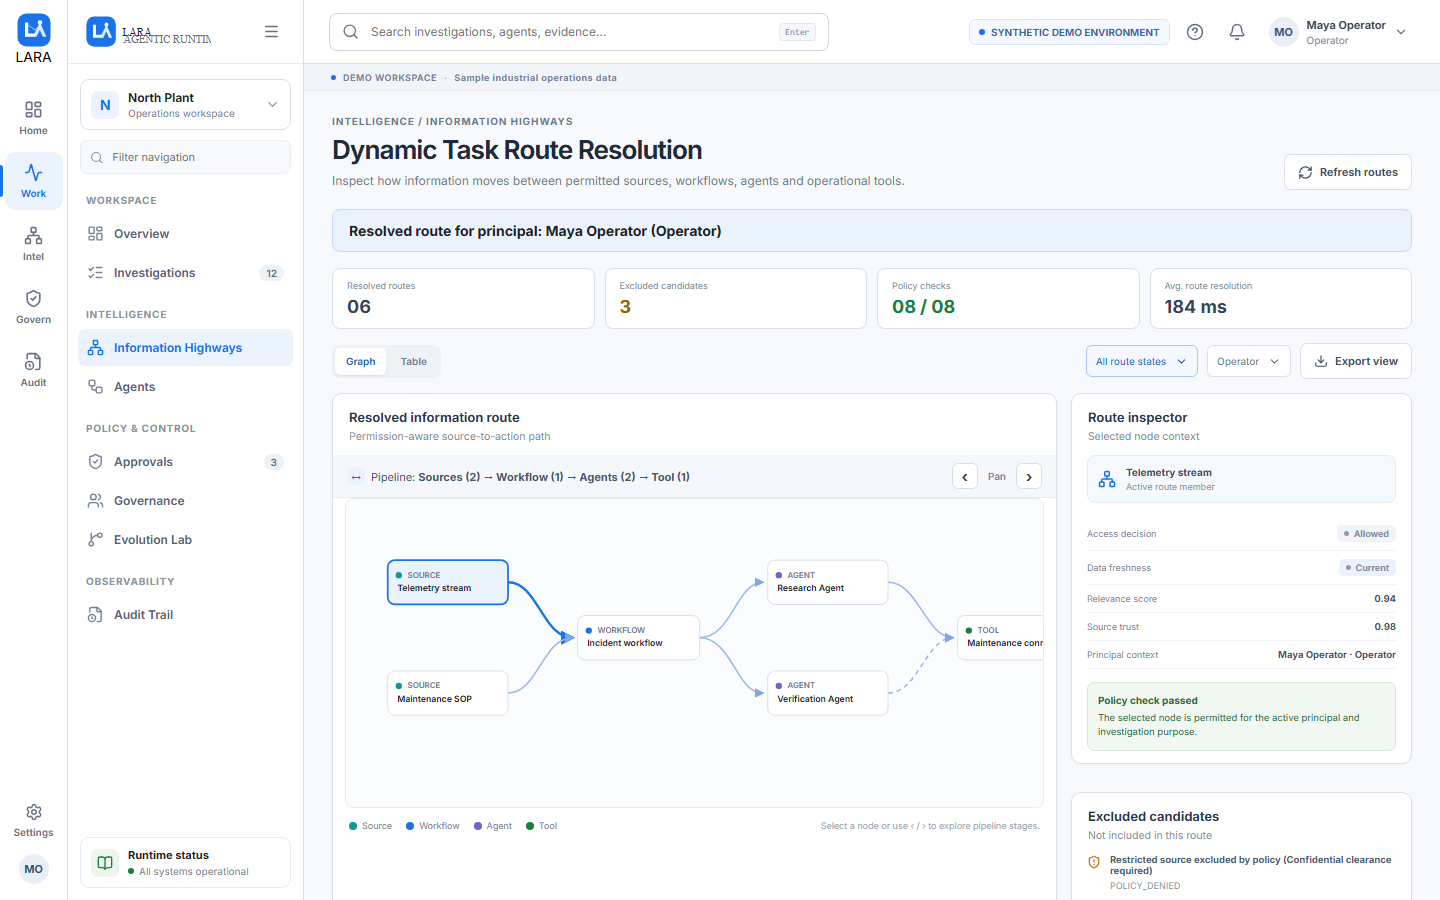 LARA
Home
Work
Intel
Govern
Audit
Settings
MO
LARA
AGENTIC RUNTIM
N
North Plant
Operations workspace
Filter navigation
WORKSPACE
Overview
Investigations 12
INTELLIGENCE
Information Highways
Agents
POLICY & CONTROL
Approvals 3
Governance
Evolution Lab
OBSERVABILITY
Audit Trail
Runtime status
All systems operational
Search investigations, agents, evidence... Enter
SYNTHETIC DEMO ENVIRONMENT
MO
Maya Operator
Operator
DEMO WORKSPACE · Sample industrial operations data
INTELLIGENCE / INFORMATION HIGHWAYS
Dynamic Task Route Resolution
Inspect how information moves between permitted sources, workflows, agents and operational tools.
Refresh routes
Resolved route for principal: Maya Operator (Operator)
Resolved routes
06
Excluded candidates
3
Policy checks
08 / 08
Avg. route resolution
184 ms
Graph Table
All route states
Operator
Export view
Resolved information route
Permission-aware source-to-action path
↔ Pipeline: Sources (2) → Workflow (1) → Agents (2) → Tool (1)
‹ Pan ›
SOURCE
Telemetry stream
SOURCE
Maintenance SOP
WORKFLOW
Incident workflow
AGENT
Research Agent
AGENT
Verification Agent
TOOL
Maintenance conn
Source Workflow Agent Tool
Select a node or use ‹ / › to explore pipeline stages.
Route inspector
Selected node context
Telemetry stream
Active route member
Access decision Allowed
Data freshness Current
Relevance score 0.94
Source trust 0.98
Principal context Maya Operator · Operator
Policy check passed
The selected node is permitted for the active principal and
investigation purpose.
Excluded candidates
Not included in this route
Restricted source excluded by policy (Confidential clearance
required)
POLICY_DENIED